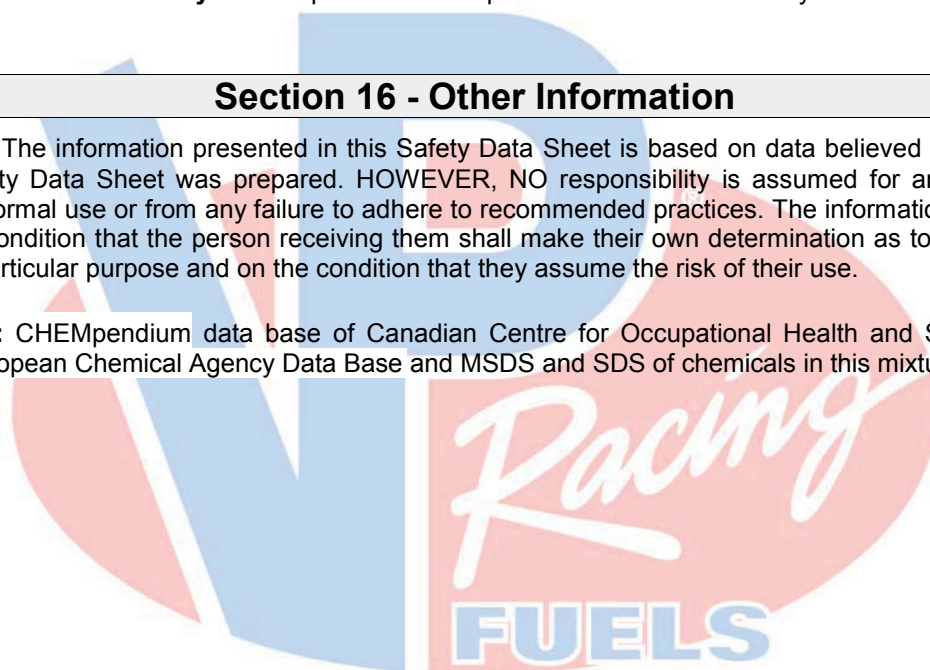 Section 16 - Other Information
The information presented in this Safety Data Sheet is based on data believed
ty Data Sheet was prepared. HOWEVER, NO responsibility is assumed for
ormal use or from any failure to adhere to recommended practices. The
ondition that the person receiving them shall make their own determination as to
rticular purpose and on the condition that they assume the risk of their use.
: CHEMpendium data base of Canadian Centre for Occupational Health and
opean Chemical Agency Data Base and MSDS and SDS of chemicals in this
VP
®
Racing
FUELS